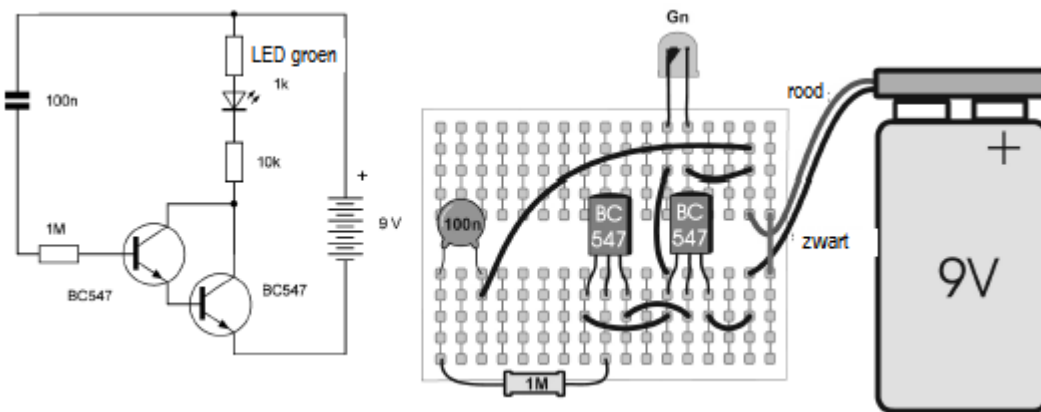 LED groen
1k
100n
10k
+
9 V
1M
BC547
BC547
Gn
rood
100n
BC
547
BC
547
zwart
+
9V
1M